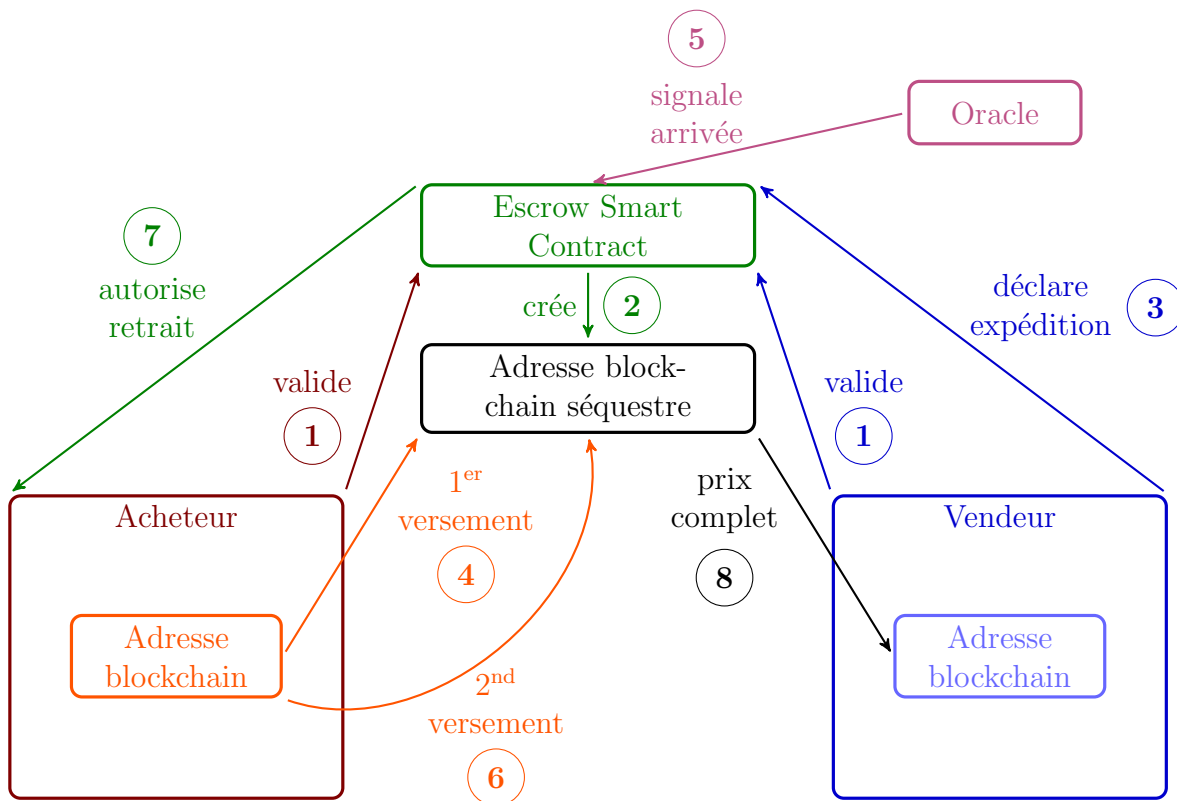 5
signale
arrivée
Oracle
Escrow Smart
Contract
7
autorise
retrait
crée 2
déclare
expédition 3
Adresse block-
chain séquestre
valide
1
valide
1
1er
versement
4
prix
complet
8
Acheteur
Vendeur
Adresse
blockchain
Adresse
blockchain
2nd
versement
6